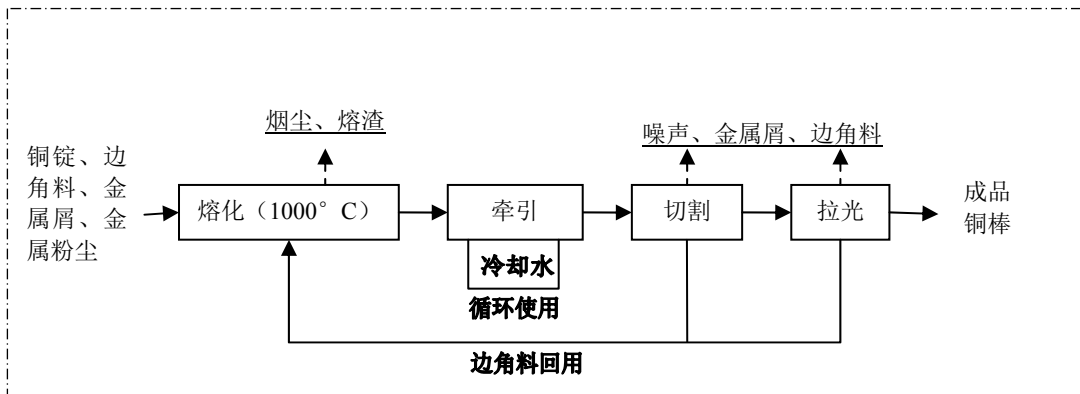 烟尘、熔渣
噪声、金属屑、边角料
铜锭、边
角料、金
属屑、金
属粉尘
熔化（1000°C）
牵引
切割
拉光
成品
铜棒
冷却水
循环使用
边角料回用